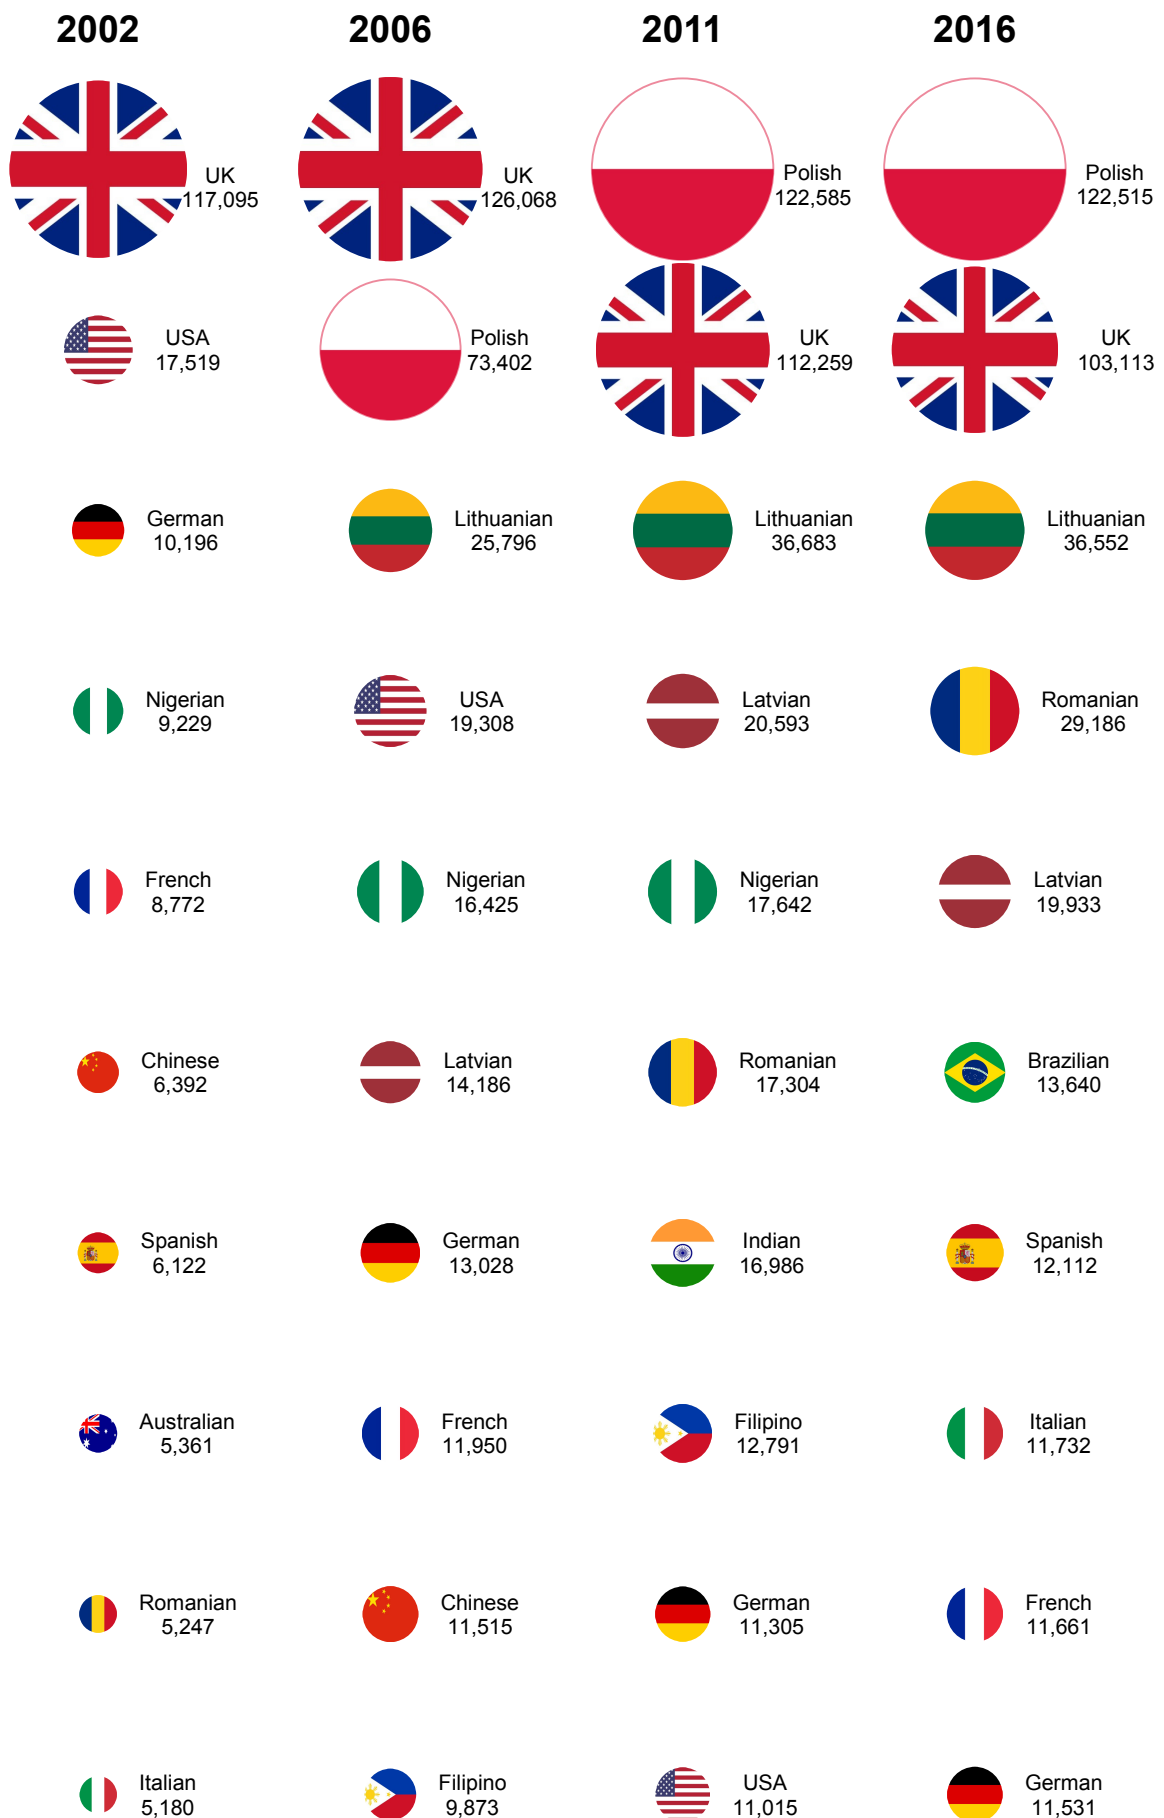 2002 2006 2011 2016
UK UK Polish Polish
117,095 126,068 122,585 122,515
USA Polish UK UK
17,519 73,402 112,259 103,113
German Lithuanian Lithuanian Lithuanian
10,196 25,796 36,683 36,552
Nigerian USA Latvian Romanian
9,229 19,308 20,593 29,186
French Nigerian Nigerian Latvian
8,772 16,425 17,642 19,933
Chinese Latvian Romanian Brazilian
6,392 14,186 17,304 13,640
Spanish German Indian Spanish
6,122 13,028 16,986 12,112
Australian French Filipino Italian
5,361 11,950 12,791 11,732
Romanian Chinese German French
5,247 11,515 11,305 11,661
Italian Filipino USA German
5,180 9,873 11,015 11,531